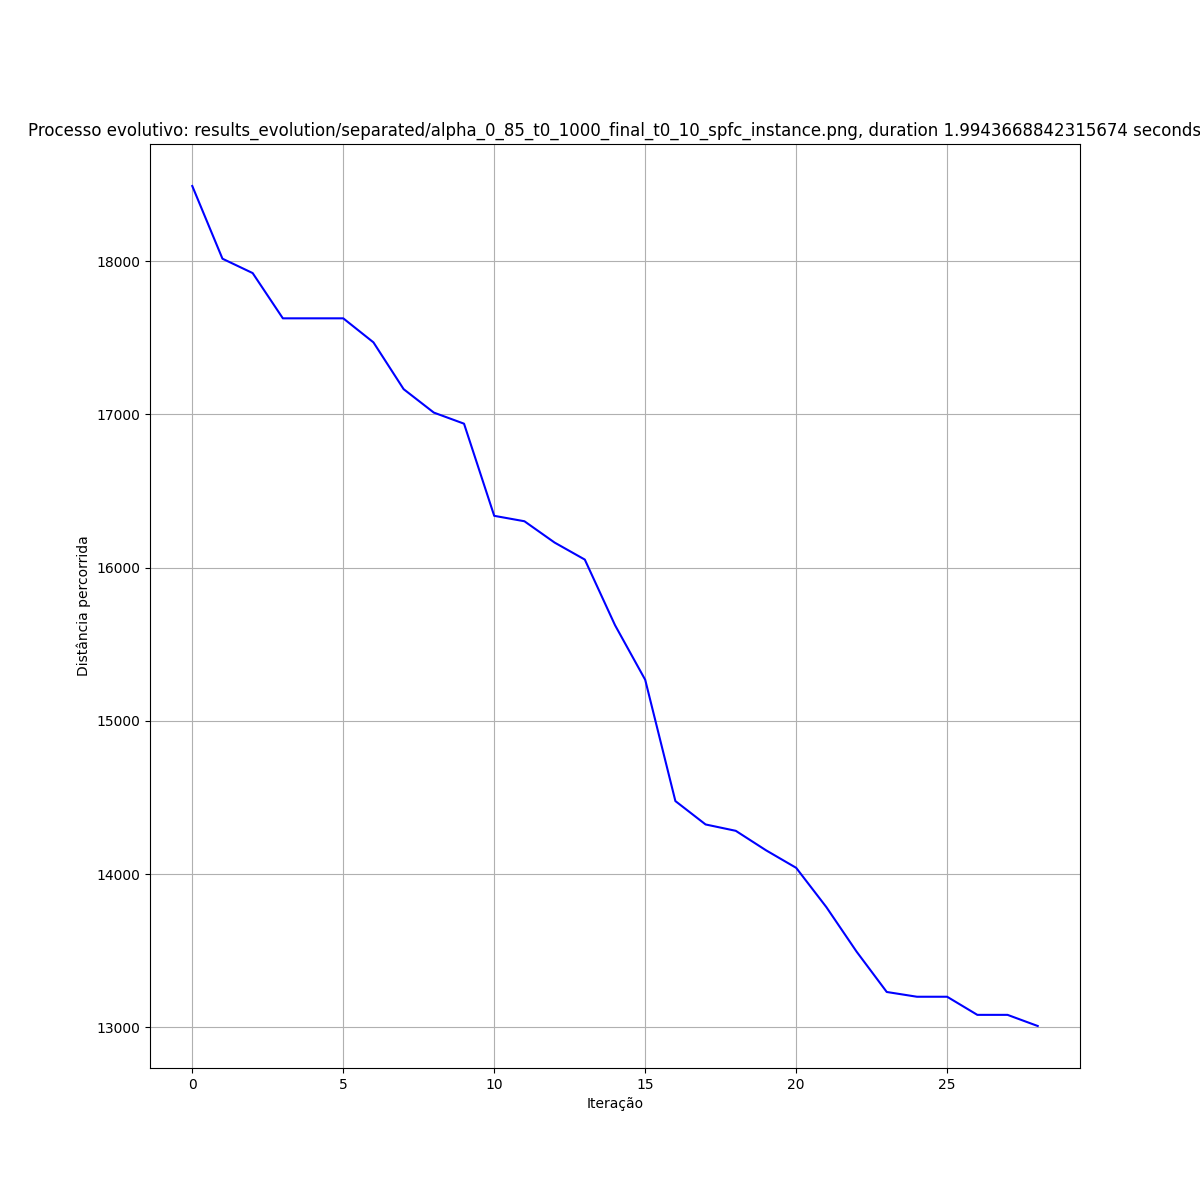 Processo evolutivo: results_evolution/separated/alpha_0_85_t0_1000_final_t0_10_spfc_instance.png, duration 1.9943668842315674 seconds
18000
17000
16000
15000
14000
13000
Distância percorrida
0 5 10 15 20 25
Iteração